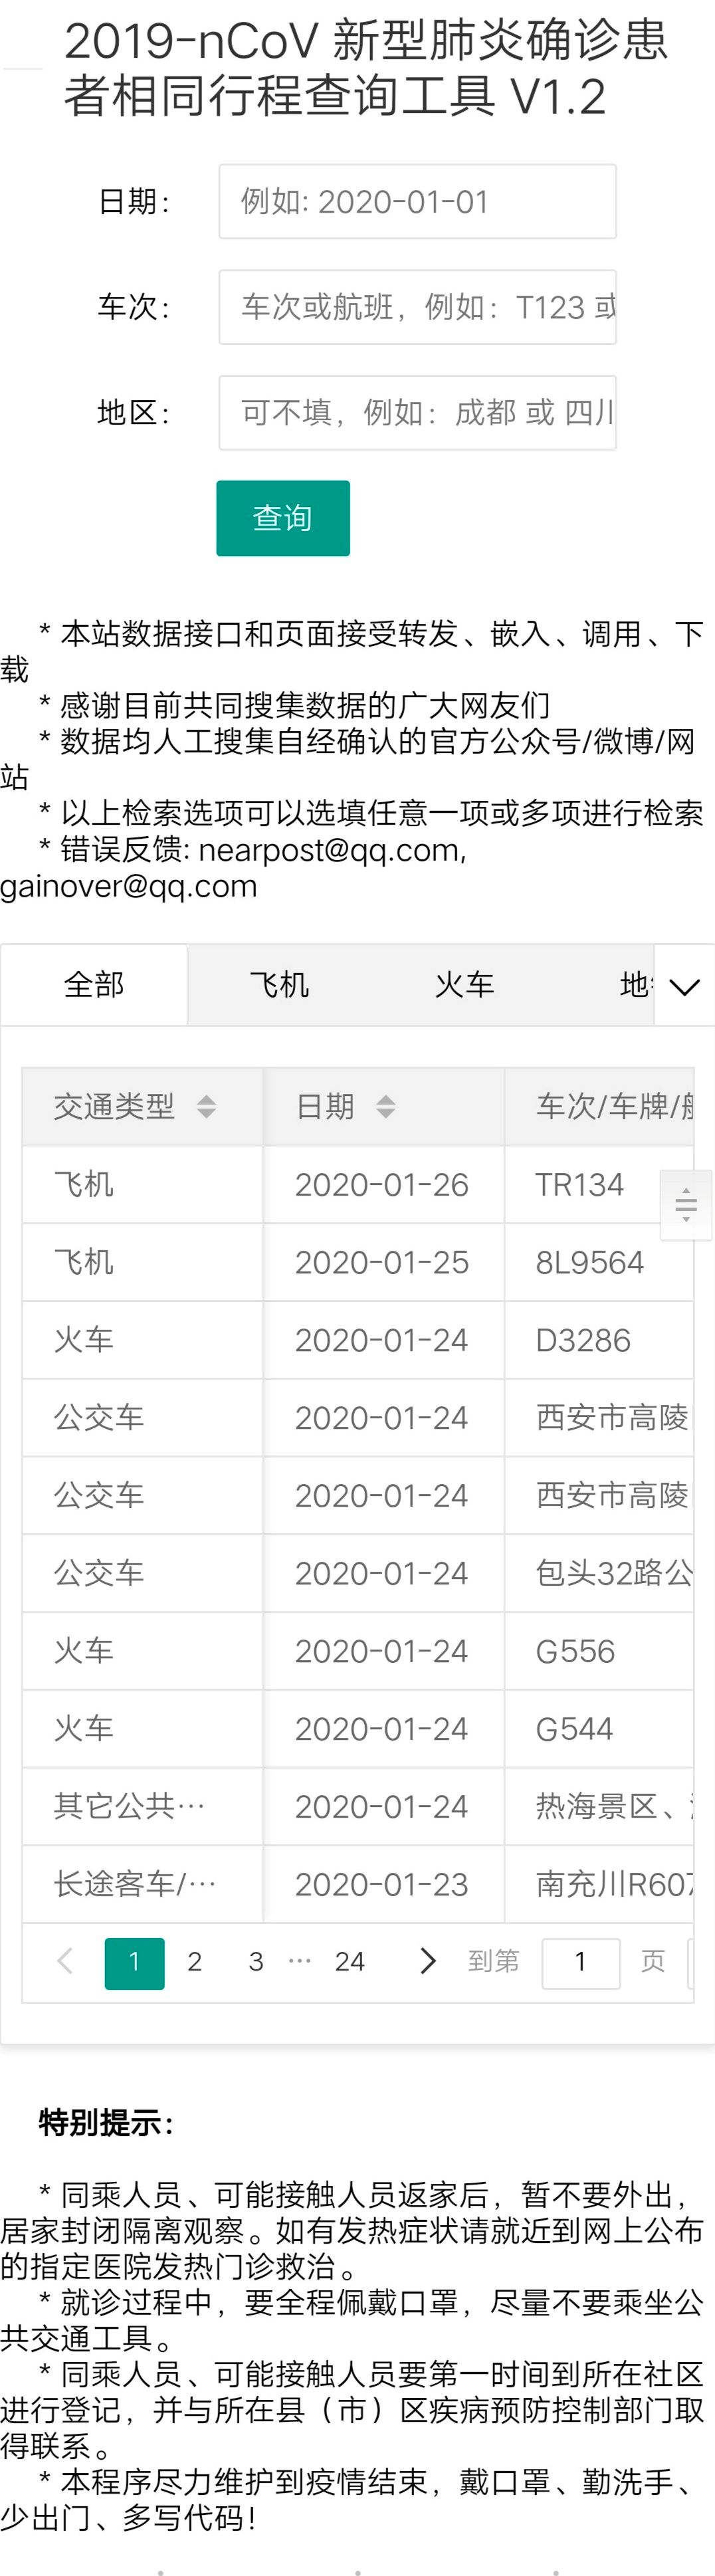 2019-nCoV 新型肺炎确诊患
者相同行程查询工具 V1.2
日期：
例如: 2020-01-01
车次：
车次或航班，例如：T123 或
地区：
可不填，例如：成都 或 四川
查询
* 本站数据接口和页面接受转发、嵌入、调用、下
载
* 感谢目前共同搜集数据的广大网友们
* 数据均人工搜集自经确认的官方公众号/微博/网
站
* 以上检索选项可以选填任意一项或多项进行检索
* 错误反馈: nearpost@qq.com,
gainover@qq.com
全部 飞机 火车 地
交通类型 日期 车次/车牌/
飞机 2020-01-26 TR134
飞机 2020-01-25 8L9564
火车 2020-01-24 D3286
公交车 2020-01-24 西安市高陵
公交车 2020-01-24 西安市高陵
公交车 2020-01-24 包头32路公
火车 2020-01-24 G556
火车 2020-01-24 G544
其它公共… 2020-01-24 热海景区、
长途客车/… 2020-01-23 南充川R607
1 2 3 … 24 到第 1 页
特别提示：
* 同乘人员、可能接触人员返家后，暂不要外出，
居家封闭隔离观察。如有发热症状请就近到网上公布
的指定医院发热门诊救治。
* 就诊过程中，要全程佩戴口罩，尽量不要乘坐公
共交通工具。
* 同乘人员、可能接触人员要第一时间到所在社区
进行登记，并与所在县（市）区疾病预防控制部门取
得联系。
* 本程序尽力维护到疫情结束，戴口罩、勤洗手、
少出门、多写代码！